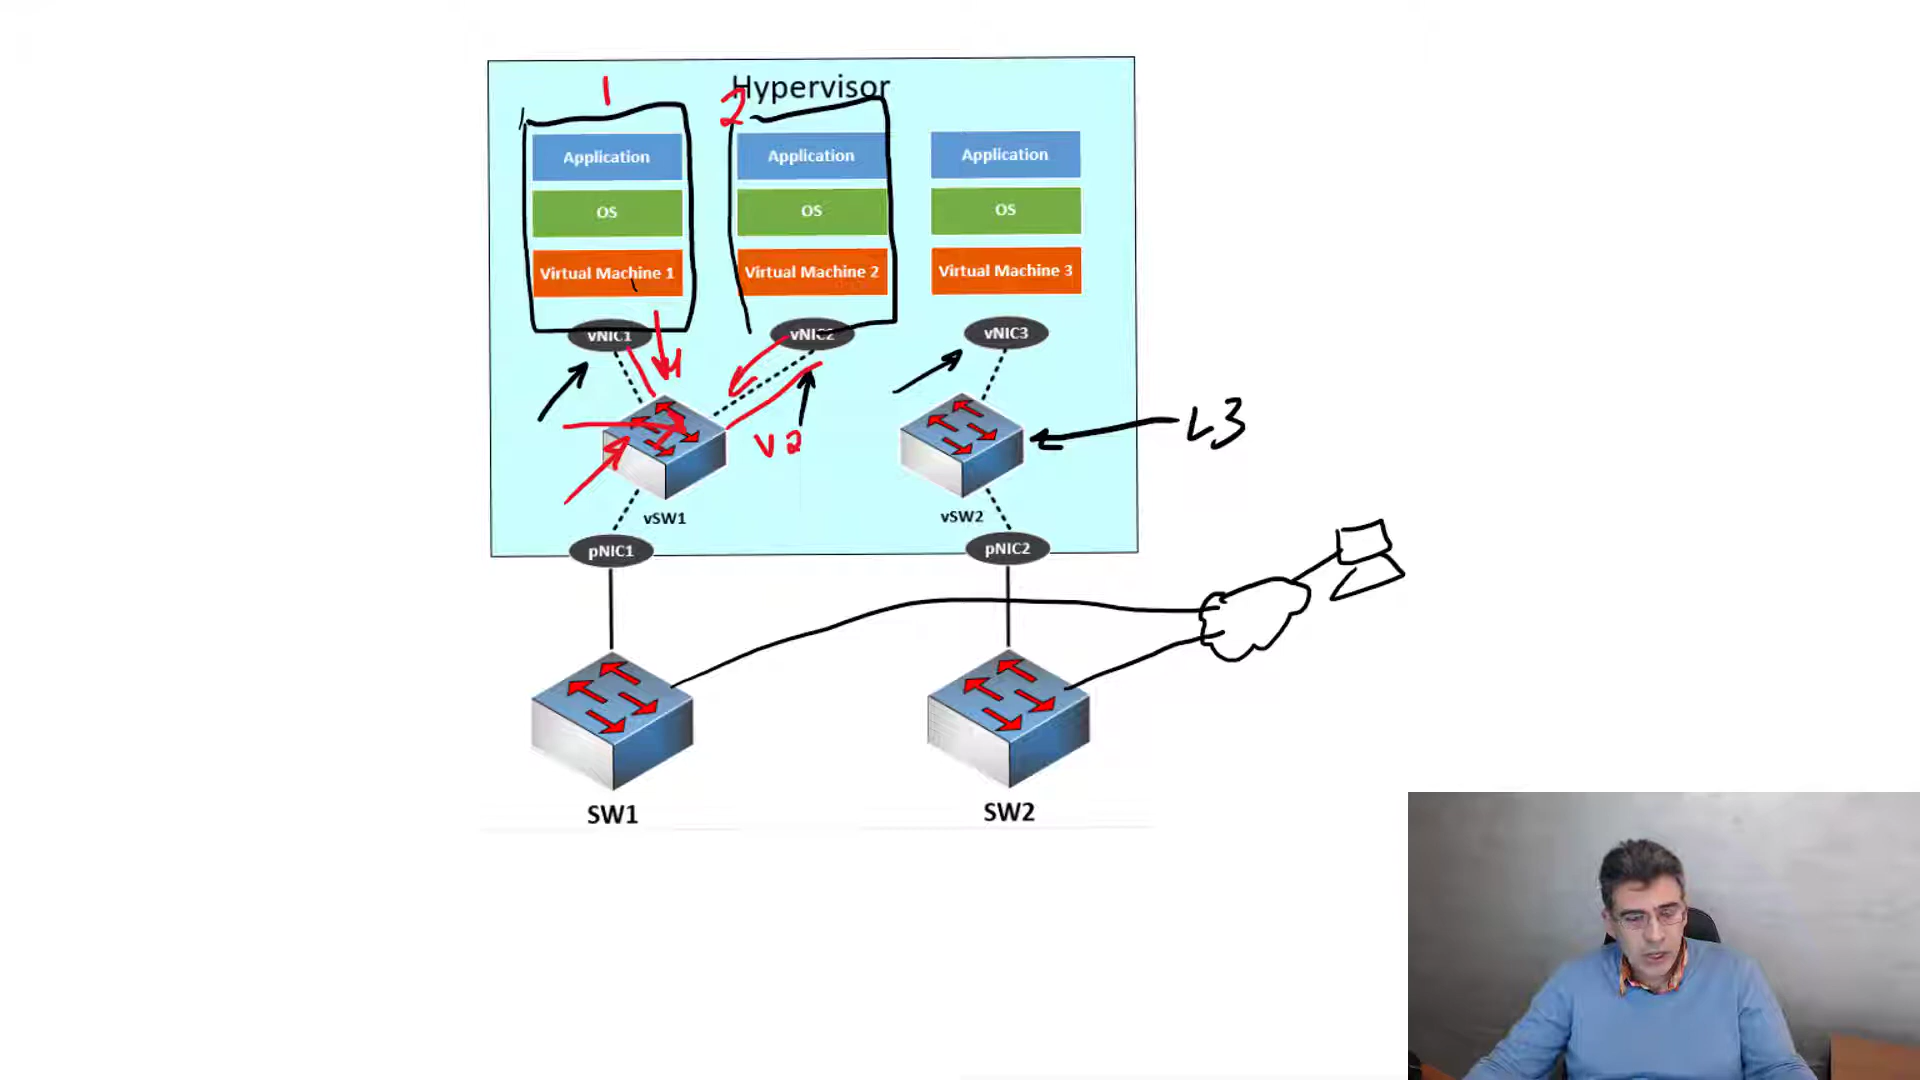 Hypervisor
1
2
Application
Application
Application
OS
OS
OS
Virtual Machine 1
Virtual Machine 2
Virtual Machine 3
vNIC1
vNIC2
vNIC3
V2
L3
vSW1
vSW2
pNIC1
pNIC2
SW1
SW2